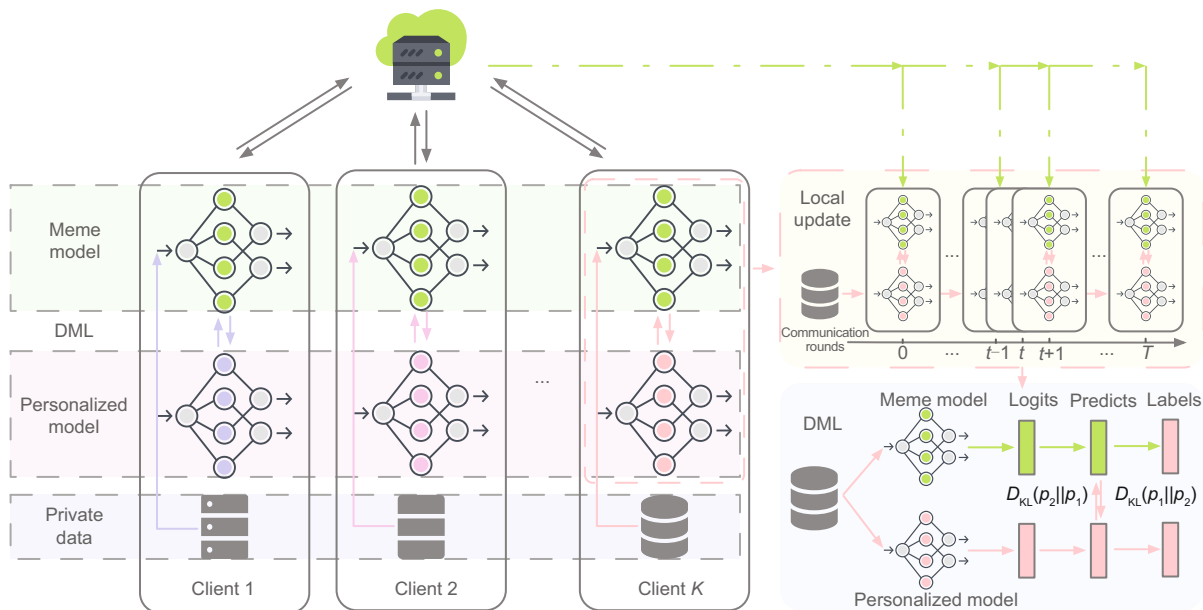 Meme
model
DML
Personalized
model
Private
data
...
Client 1
Client 2
Client K
Local
update
...
...
Communication
rounds
0
...
t−1
t
t+1
...
T
DML
Meme model
Logits
Predicts
Labels
D_KL(p_2||p_1)
D_KL(p_1||p_2)
Personalized model